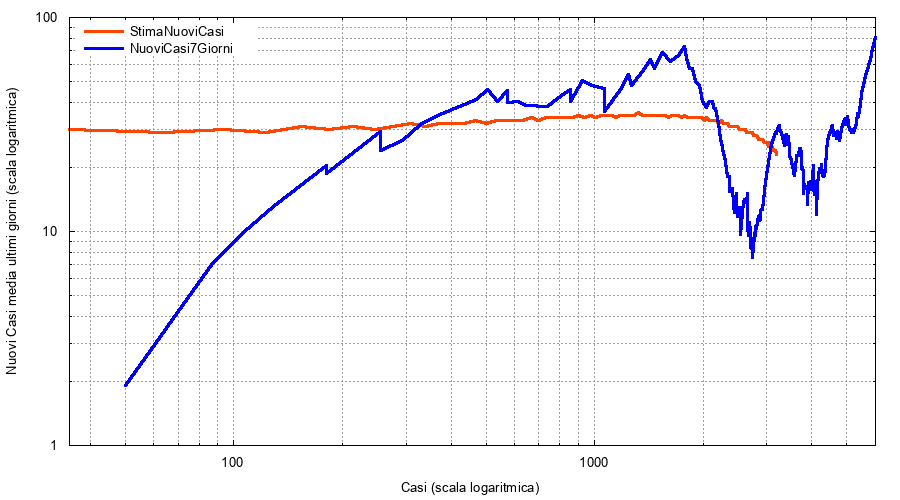 100
StimaNuoviCasi
NuoviCasi7Giorni
10
1
100
1000
Nuovi Casi media ultimi giorni (scala logaritmica)
Casi (scala logaritmica)